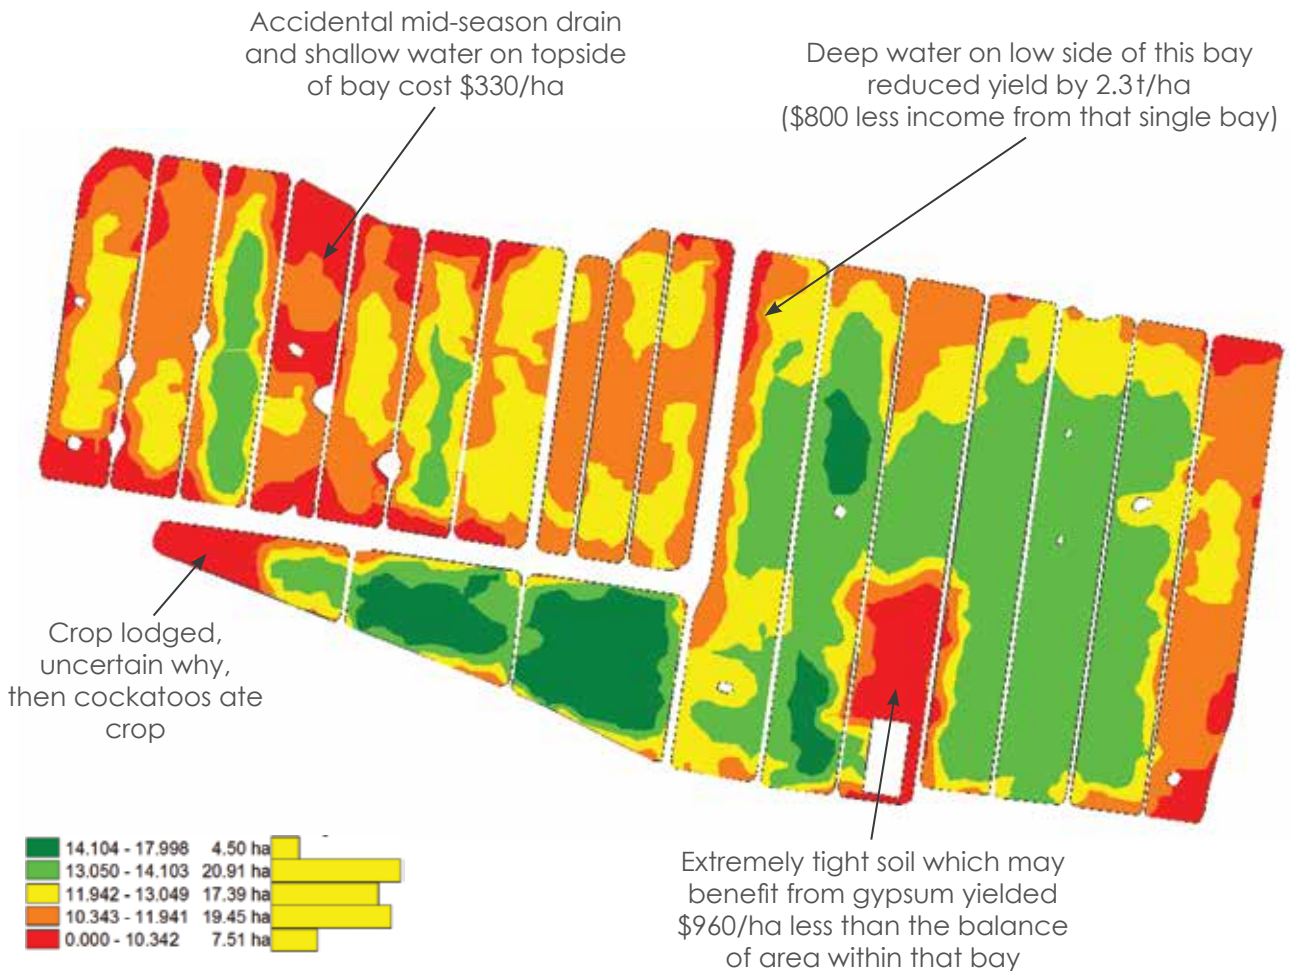 Accidental mid-season drain
and shallow water on topside
of bay cost $330/ha
Deep water on low side of this bay
reduced yield by 2.3t/ha
($800 less income from that single bay)
Crop lodged,
uncertain why,
then cockatoos ate
crop
14.104 - 17.998 4.50 ha
13.050 - 14.103 20.91 ha
11.942 - 13.049 17.39 ha
10.343 - 11.941 19.45 ha
0.000 - 10.342 7.51 ha
Extremely tight soil which may
benefit from gypsum yielded
$960/ha less than the balance
of area within that bay